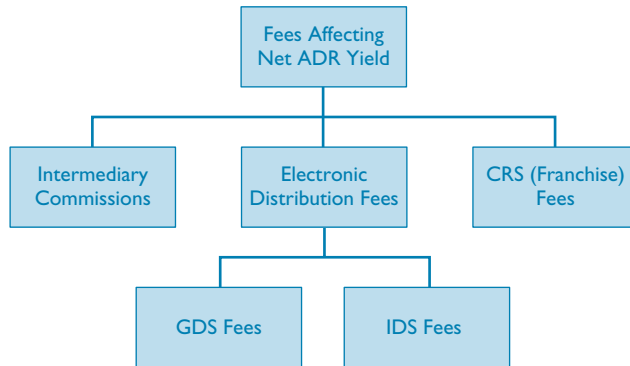 Fees Affecting
Net ADR Yield
Intermediary
Commissions
Electronic
Distribution Fees
CRS (Franchise)
Fees
GDS Fees
IDS Fees